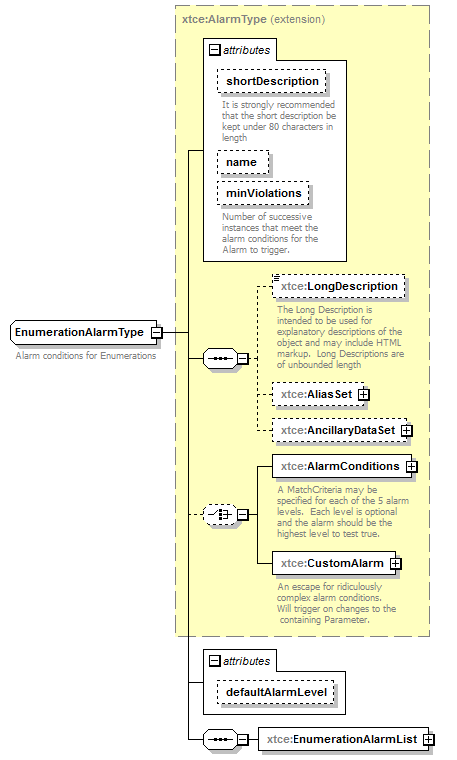 xtce:AlarmType (extension)
attributes
shortDescription
It is strongly recommended
that the short description be
kept under 80 characters in
length
name
minViolations
Number of successive
instances that meet the
alarm conditions for the
Alarm to trigger.
EnumerationAlarmType
Alarm conditions for Enumerations
xtce:LongDescription
The Long Description is
intended to be used for
explanatory descriptions of the
object and may include HTML
markup.  Long Descriptions are
of unbounded length
xtce:AliasSet
xtce:AncillaryDataSet
xtce:AlarmConditions
A MatchCriteria may be
specified for each of the 5 alarm
levels.  Each level is optional
and the alarm should be the
highest level to test true.
xtce:CustomAlarm
An escape for ridiculously
complex alarm conditions.
Will trigger on changes to the
containing Parameter.
attributes
defaultAlarmLevel
xtce:EnumerationAlarmList